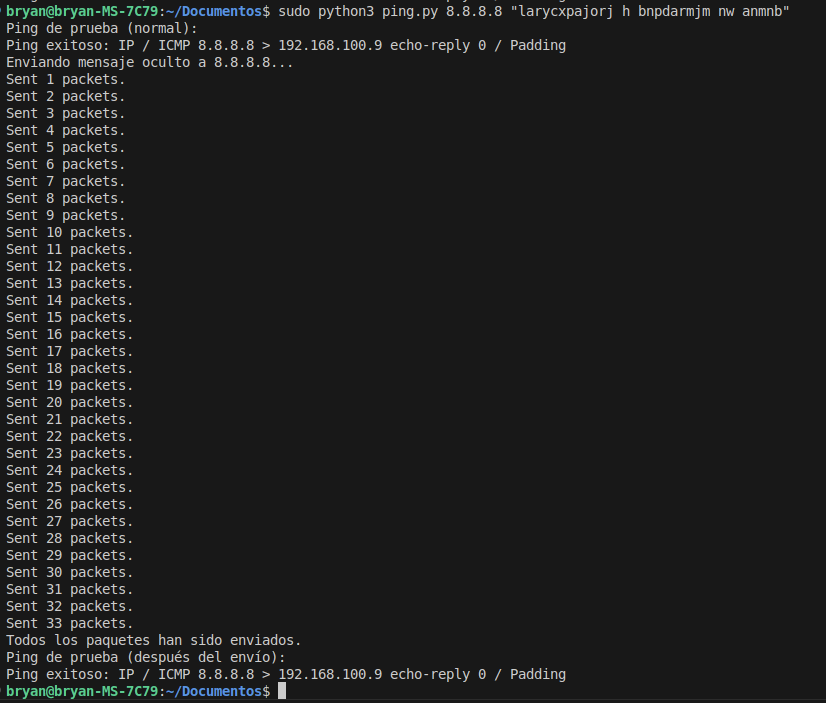 bryan@bryan-MS-7C79:~/Documentos$ sudo python3 ping.py 8.8.8.8 "larycxpajorj h bnpdarmjm nw anmnb"
Ping de prueba (normal):
Ping exitoso: IP / ICMP 8.8.8.8 > 192.168.100.9 echo-reply 0 / Padding
Enviando mensaje oculto a 8.8.8.8...
Sent 1 packets.
Sent 2 packets.
Sent 3 packets.
Sent 4 packets.
Sent 5 packets.
Sent 6 packets.
Sent 7 packets.
Sent 8 packets.
Sent 9 packets.
Sent 10 packets.
Sent 11 packets.
Sent 12 packets.
Sent 13 packets.
Sent 14 packets.
Sent 15 packets.
Sent 16 packets.
Sent 17 packets.
Sent 18 packets.
Sent 19 packets.
Sent 20 packets.
Sent 21 packets.
Sent 22 packets.
Sent 23 packets.
Sent 24 packets.
Sent 25 packets.
Sent 26 packets.
Sent 27 packets.
Sent 28 packets.
Sent 29 packets.
Sent 30 packets.
Sent 31 packets.
Sent 32 packets.
Sent 33 packets.
Todos los paquetes han sido enviados.
Ping de prueba (después del envío):
Ping exitoso: IP / ICMP 8.8.8.8 > 192.168.100.9 echo-reply 0 / Padding
bryan@bryan-MS-7C79:~/Documentos$